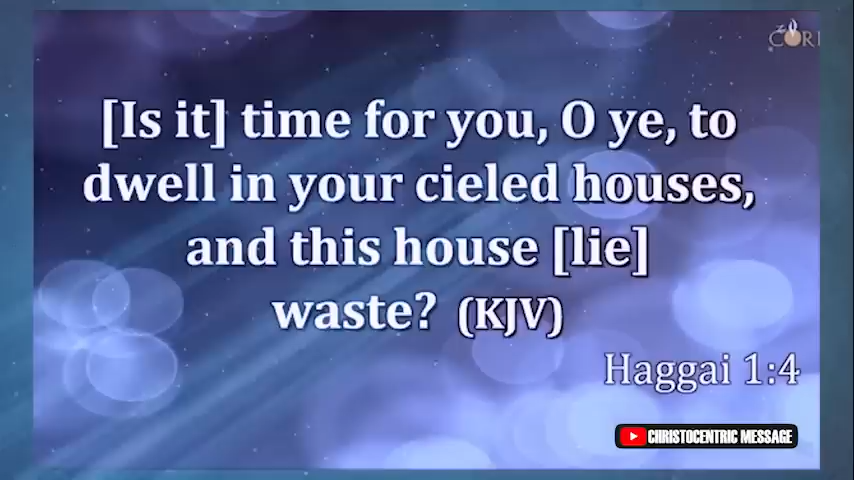 [Is it] time for you, O ye, to
dwell in your cieled houses,
and this house [lie]
waste? (KJV)
Haggai 1:4
CHRISTOCENTRIC MESSAGE